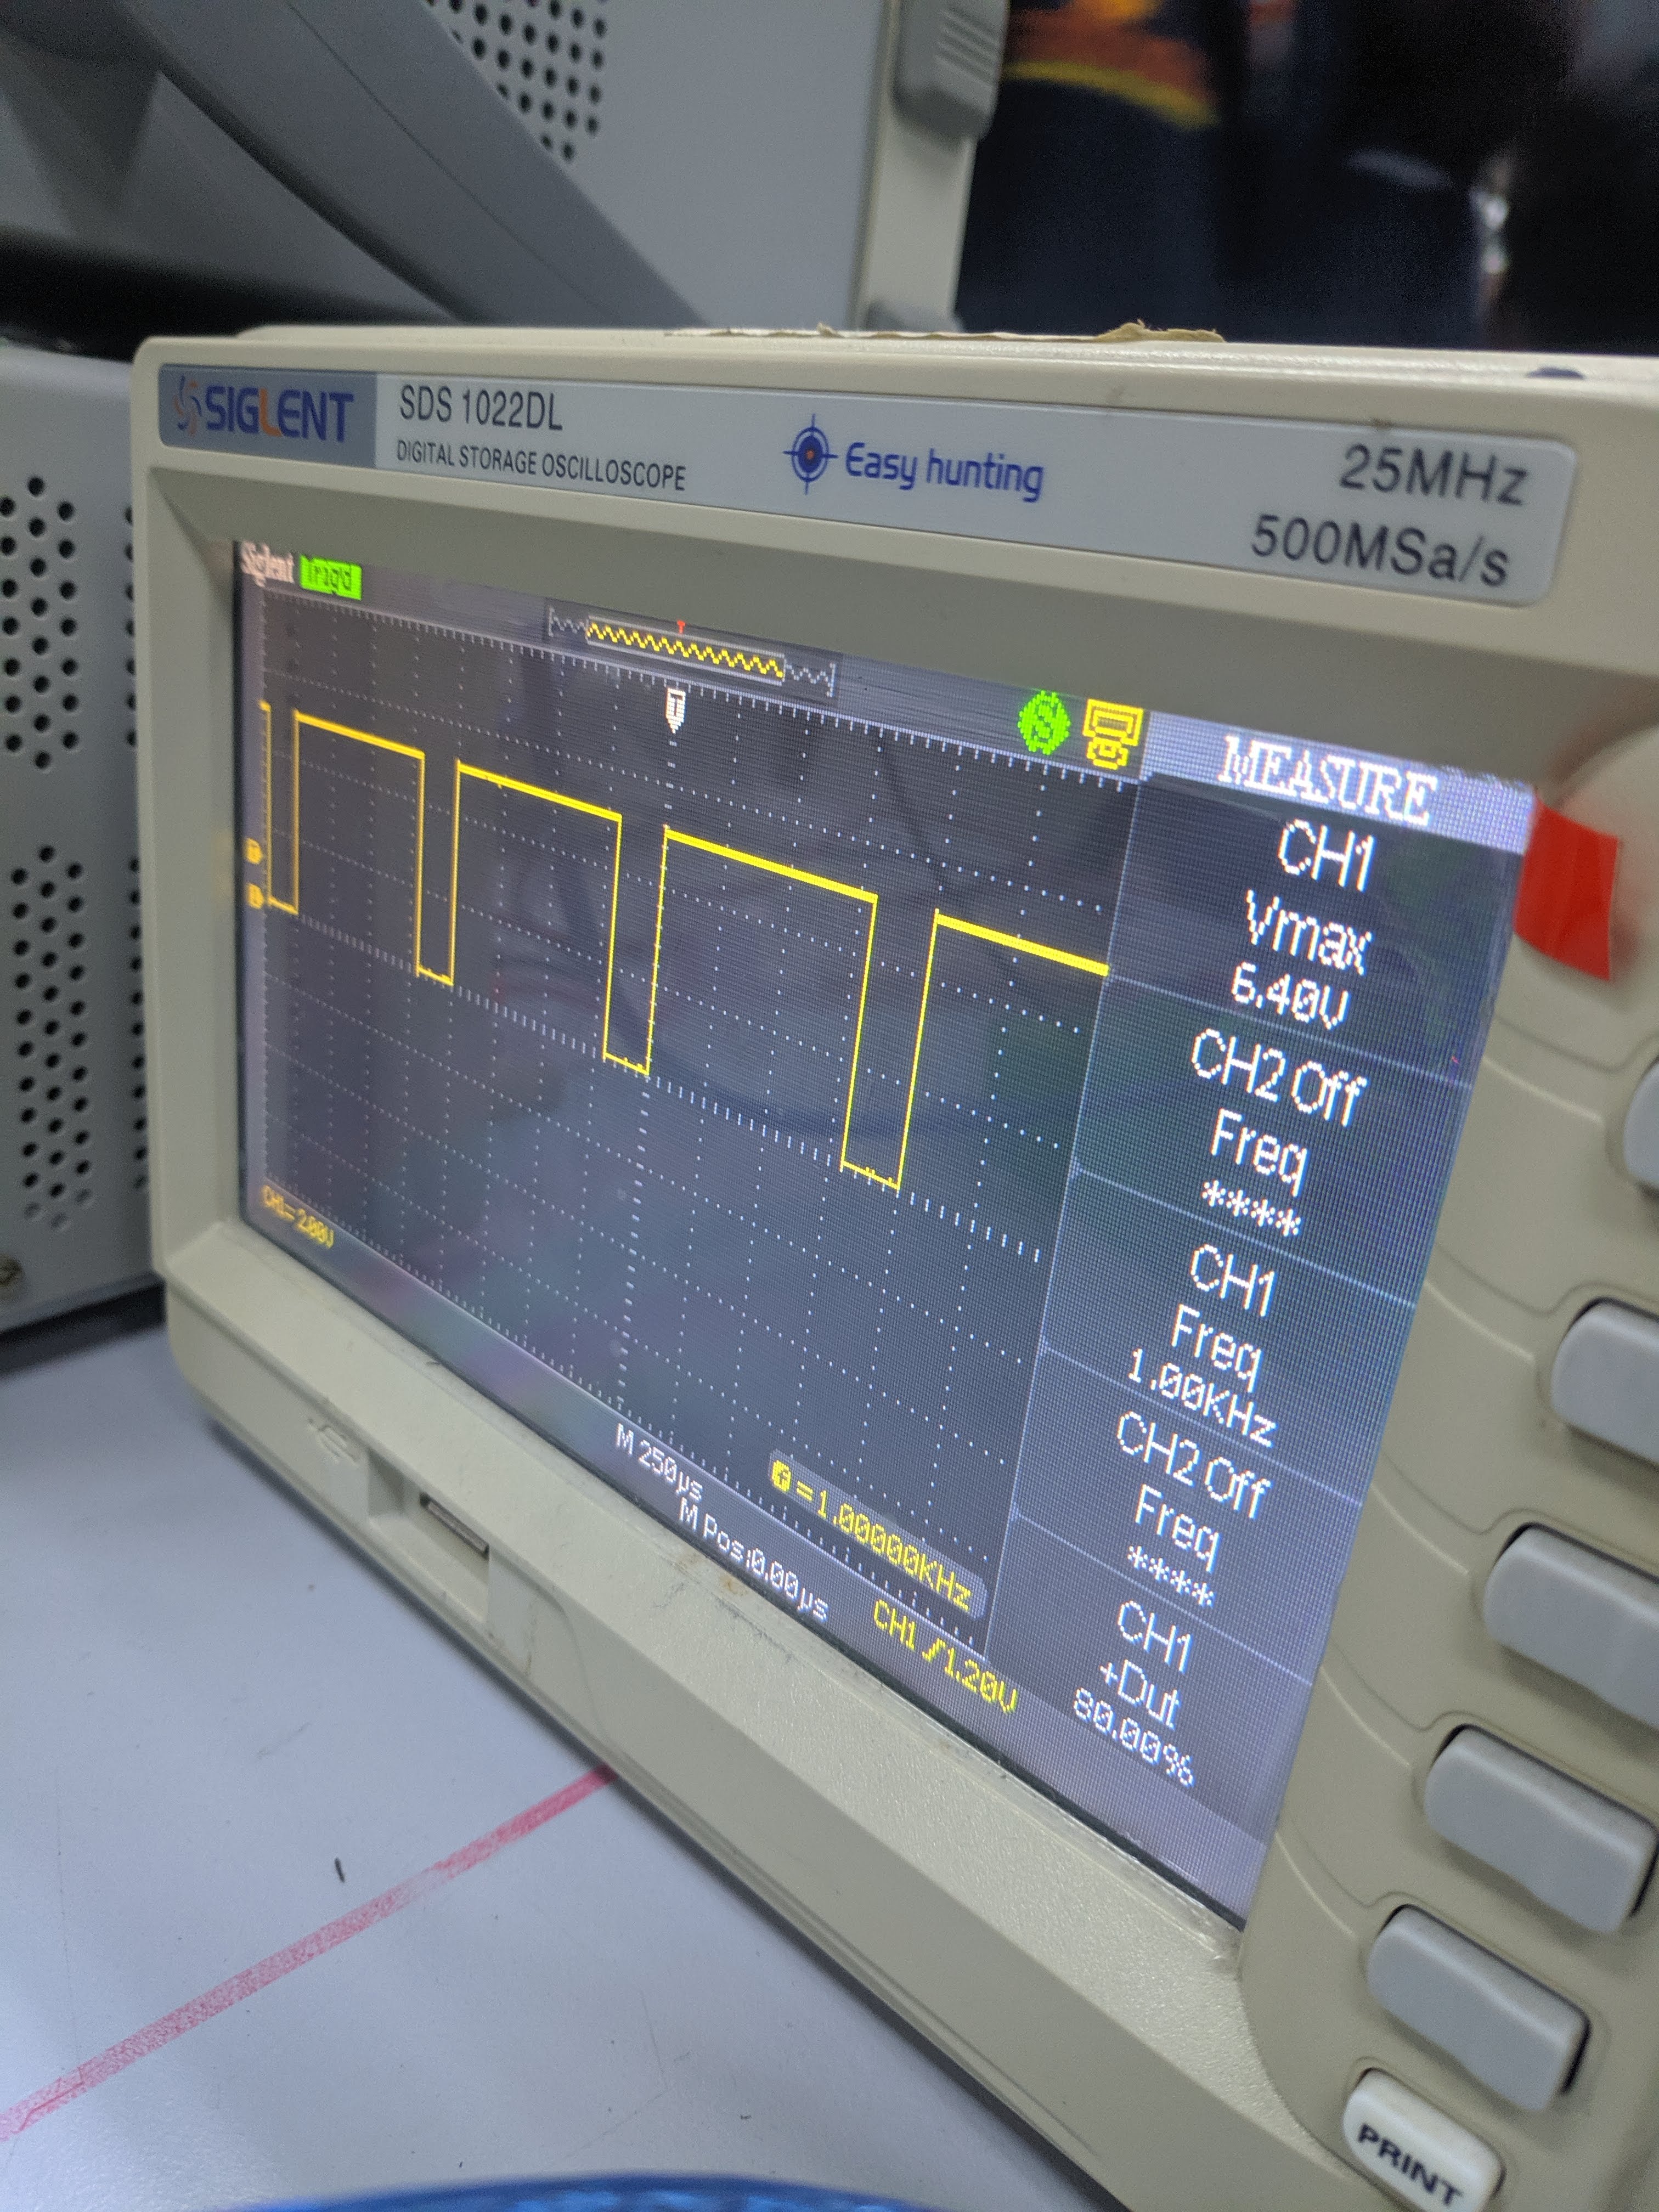 SIGLENT
SDS 1022DL
DIGITAL STORAGE OSCILLOSCOPE
Easy hunting
25MHz
500MSa/s
Siglent Trig'd
T
S
MEASURE
CH1
Vmax
6.40V
CH2 Off
Freq
****
CH1
Freq
1.00KHz
CH2 Off
Freq
****
CH1
+Dut
80.00%
CH1= 2.00V
M 250µs
M Pos:0.00µs
f =1.00000KHz
CH1 /1.20V
PRINT